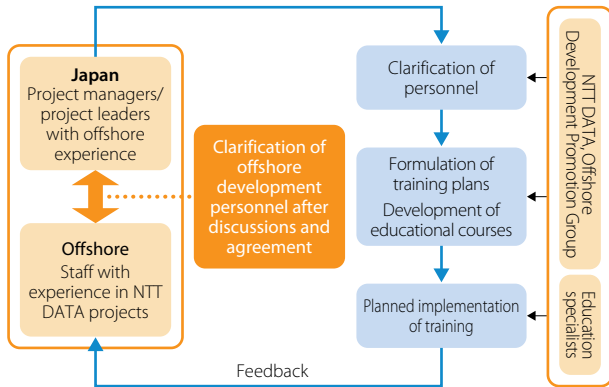 Japan
Project managers/
project leaders
with offshore
experience
Offshore
Staff with
experience in NTT
DATA projects
Clarification of
offshore
development
personnel after
discussions and
agreement
Clarification of
personnel
Formulation of
training plans
Development of
educational courses
Planned implementation
of training
NTT DATA, Offshore
Development Promotion Group
Education
specialists
Feedback